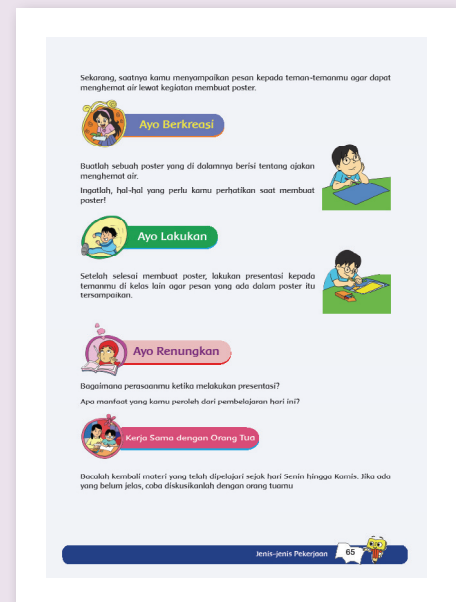 Sekarang, saatnya kamu menyampaikan pesan kepada teman-temanmu agar dapat
menghemat air lewat kegiatan membuat poster.
Ayo Berkreasi
Buatlah sebuah poster yang di dalamnya berisi tentang ajakan
menghemat air.
Ingatlah, hal-hal yang perlu kamu perhatikan saat membuat
poster!
Ayo Lakukan
Setelah selesai membuat poster, lakukan presentasi kepada
temanmu di kelas lain agar pesan yang ada dalam poster itu
tersampaikan.
Ayo Renungkan
Bagaimana perasaanmu ketika melakukan presentasi?
Apa manfaat yang kamu peroleh dari pembelajaran hari ini?
Kerja Sama dengan Orang Tua
Bacalah kembali materi yang telah dipelajari sejak hari Senin hingga Kamis. Jika ada
yang belum jelas, coba diskusikanlah dengan orang tuamu
Jenis-jenis Pekerjaan
65